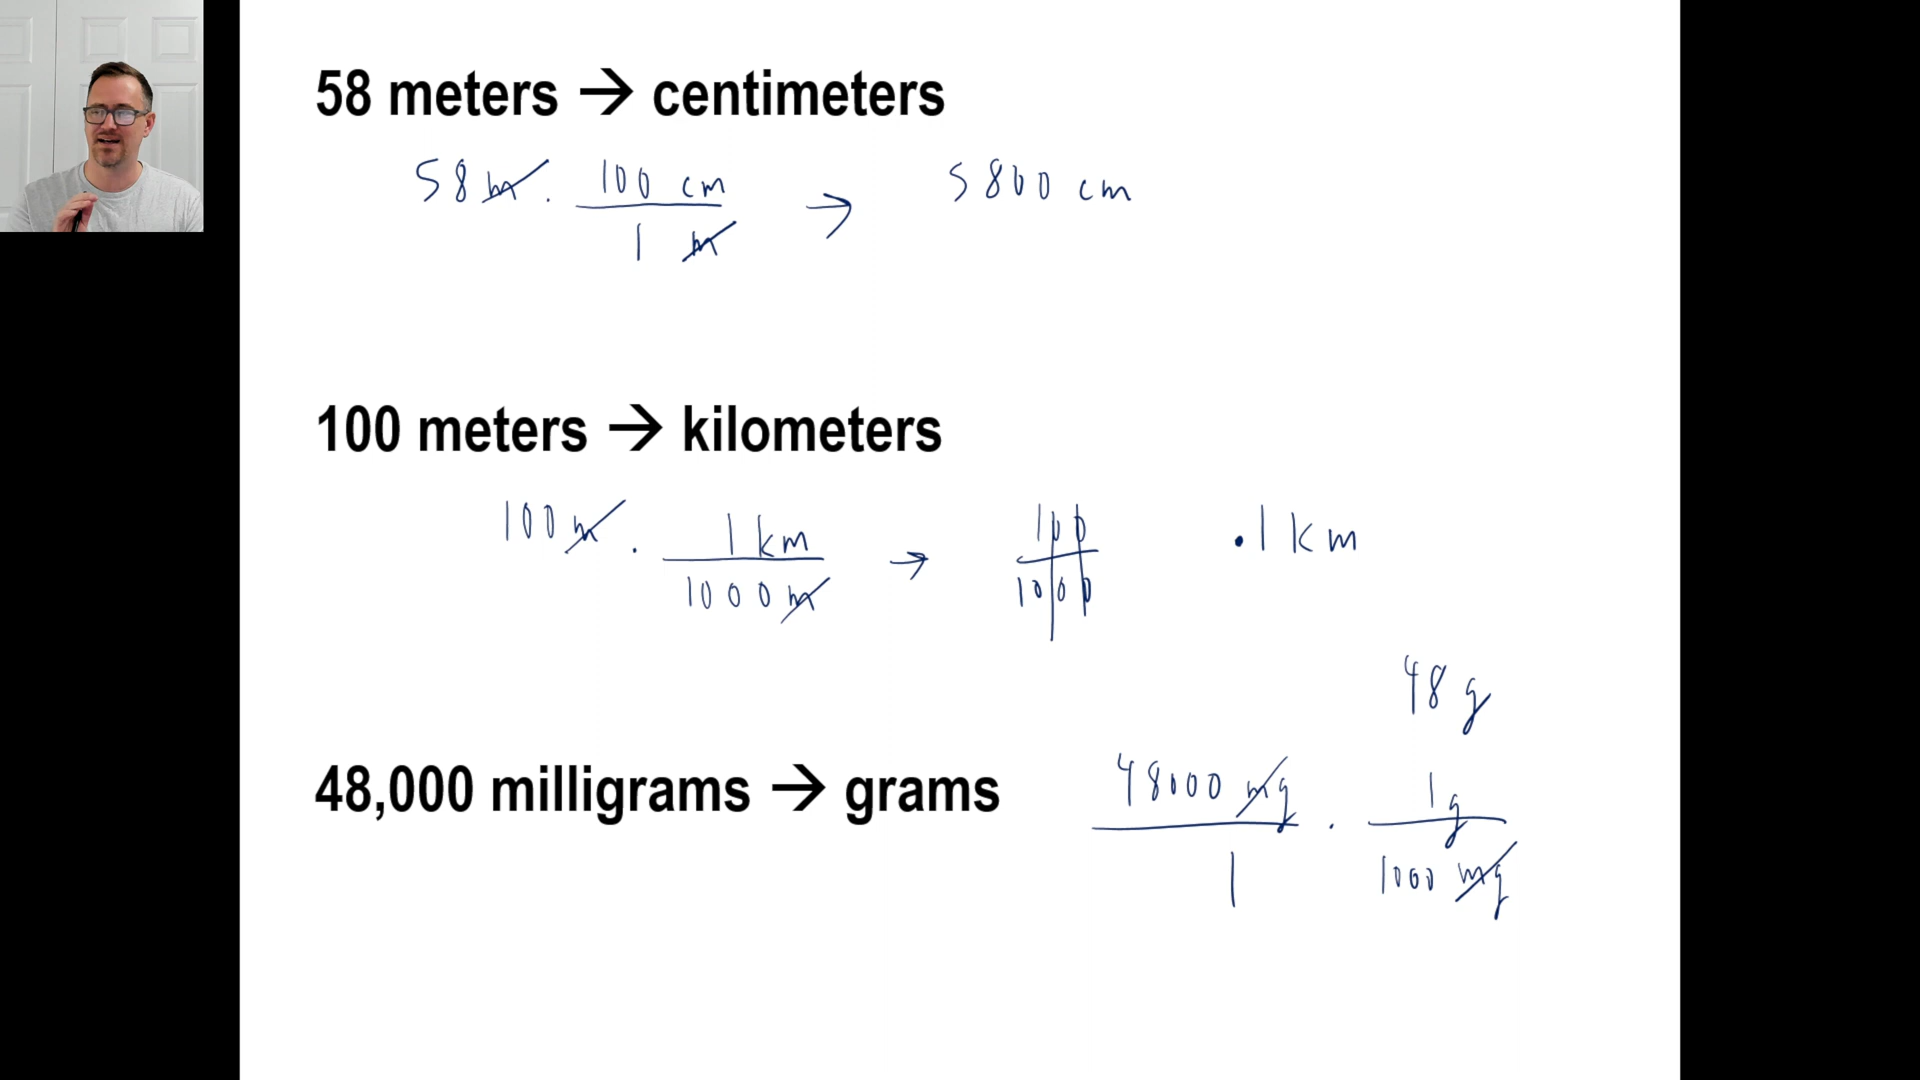 58 meters → centimeters
58 m · 100 cm / 1 m → 5800 cm
100 meters → kilometers
100 m · 1 km / 1000 m → 100 / 1000 .1 km
48 g
48,000 milligrams → grams
48000 mg / 1 · 1 g / 1000 mg